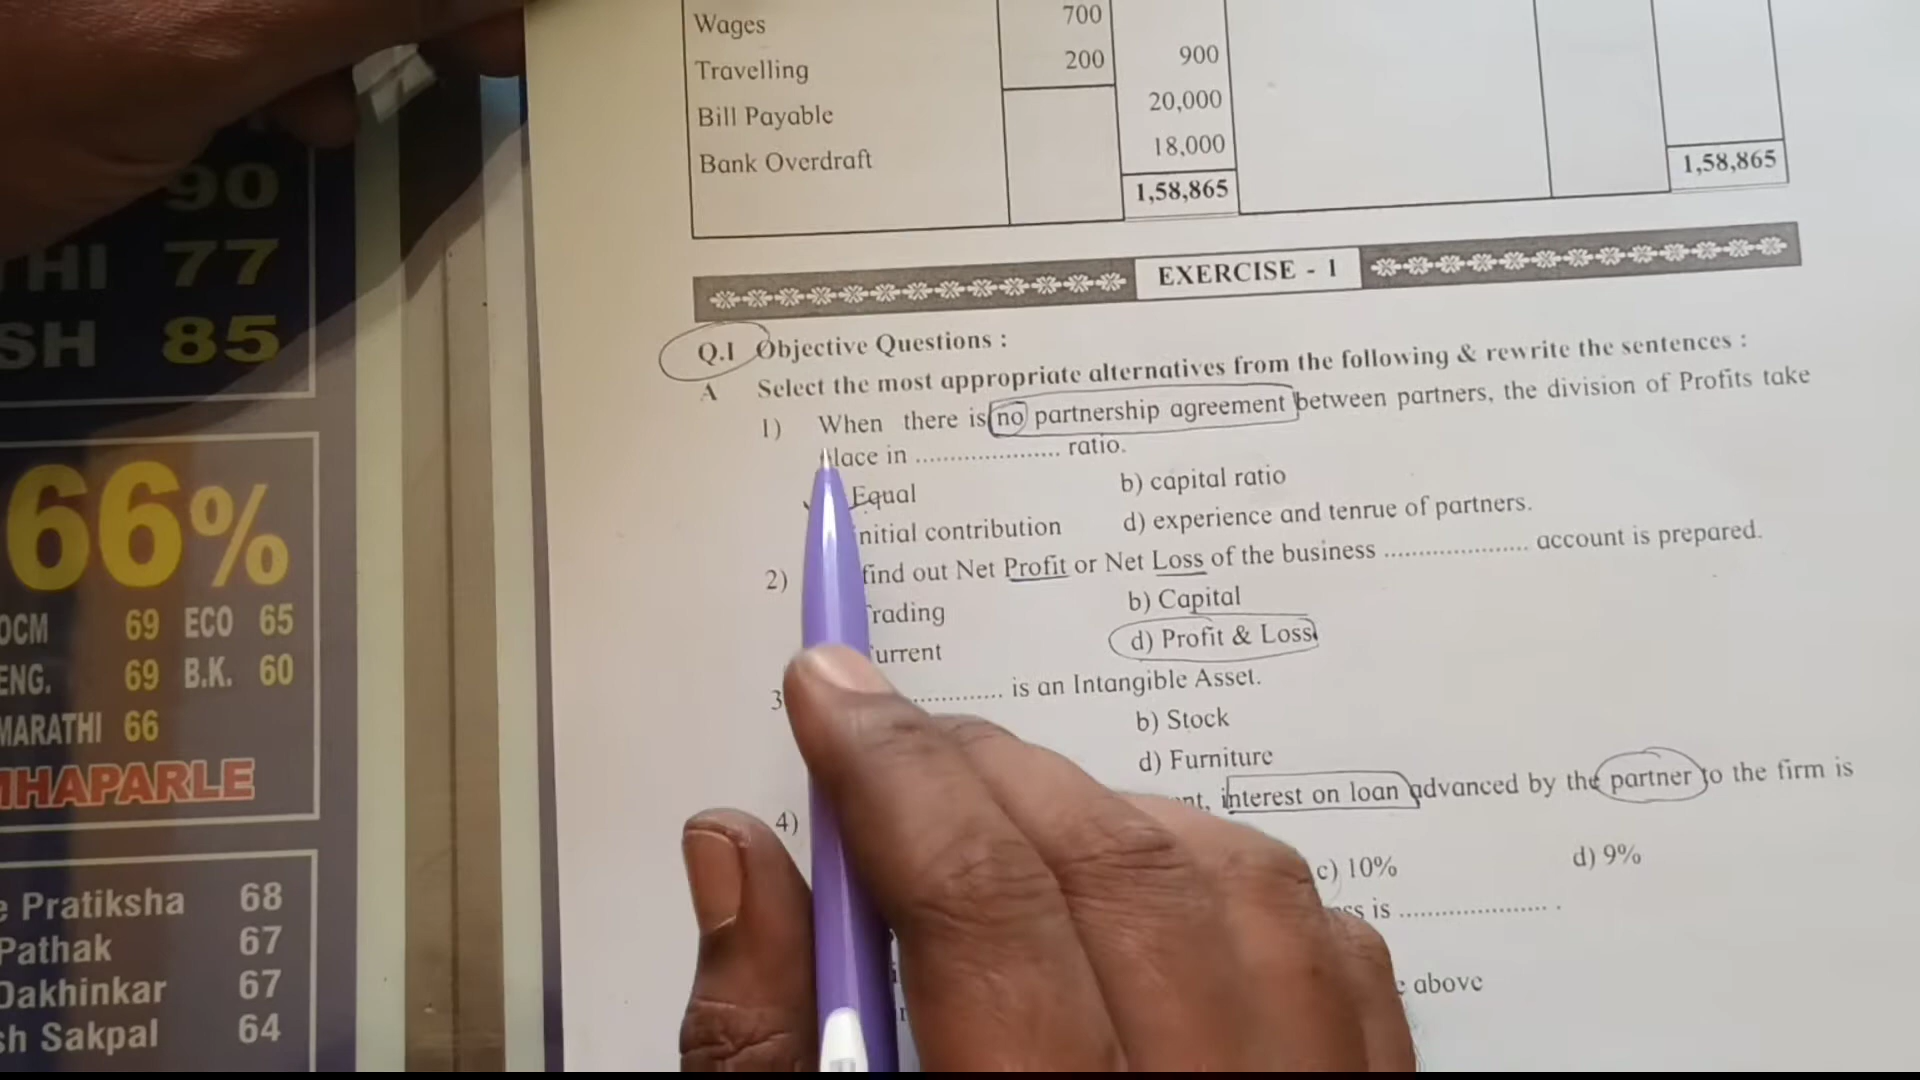 90
THI 77
SH 85
66%
OCM 69 ECO 65
ENG. 69 B.K. 60
MARATHI 66
MHAPARLE
e Pratiksha 68
Pathak 67
Dakhinkar 67
sh Sakpal 64
Wages 700
Travelling 200 900
Bill Payable 20,000
Bank Overdraft 18,000
1,58,865 1,58,865
EXERCISE - 1
Q.1 Objective Questions :
A Select the most appropriate alternatives from the following & rewrite the sentences :
1) When there is no partnership agreement between partners, the division of Profits take
lace in .................... ratio.
Equal b) capital ratio
nitial contribution d) experience and tenrue of partners.
2) find out Net Profit or Net Loss of the business .................... account is prepared.
rading b) Capital
urrent d) Profit & Loss
3 ............. is an Intangible Asset.
b) Stock
d) Furniture
4) nt, interest on loan advanced by the partner to the firm is
c) 10% d) 9%
ss is .................... .
above